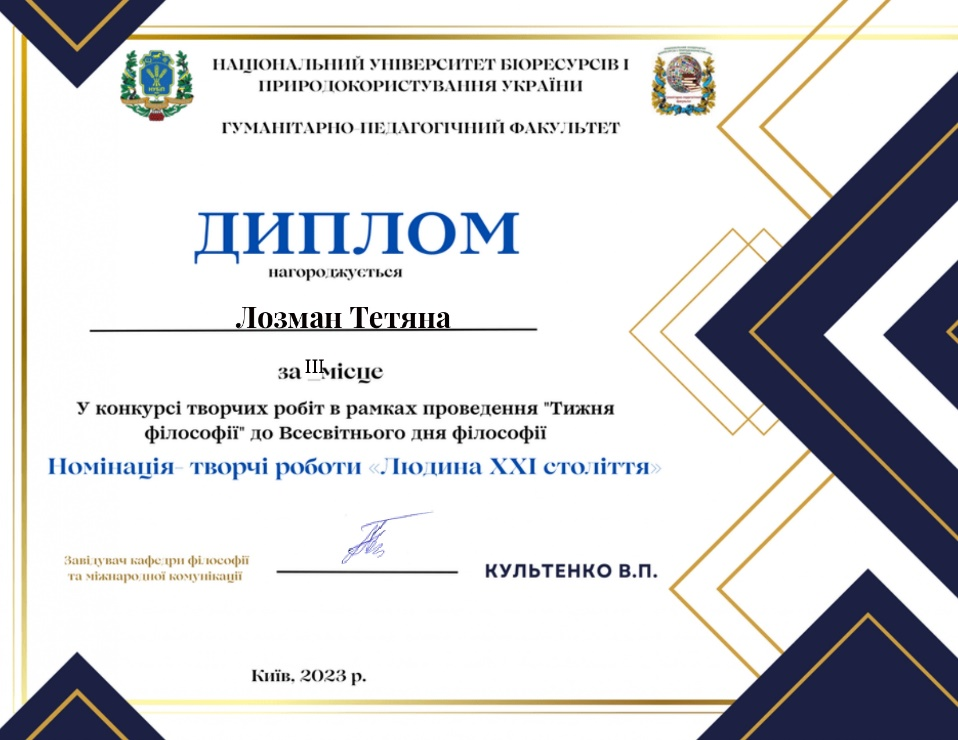 НАЦІОНАЛЬНИЙ УНІВЕРСИТЕТ БІОРЕСУРСІВ І
ПРИРОДОКОРИСТУВАННЯ УКРАЇНИ
ГУМАНІТАРНО-ПЕДАГОГІЧНИЙ ФАКУЛЬТЕТ
ДИПЛОМ
нагороджується
Лозман Тетяна
за III місце
У конкурсі творчих робіт в рамках проведення "Тижня
філософії" до Всесвітнього дня філософії
Номінація- творчі роботи «Людина ХХІ століття»
Завідувач кафедри філософії
та міжнародної комунікації
КУЛЬТЕНКО В.П.
Київ, 2023 р.